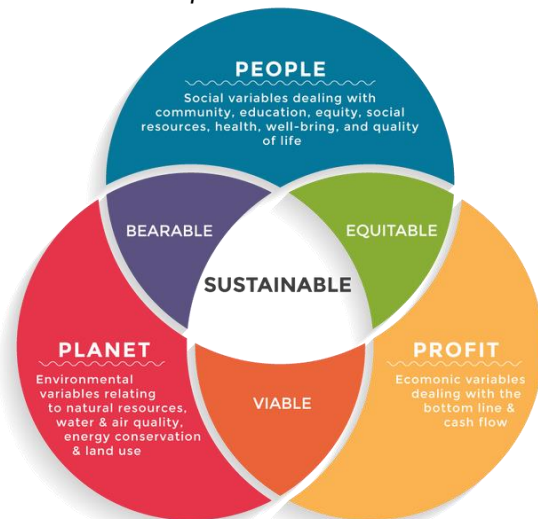 PEOPLE
Social variables dealing with
community, education, equity, social
resources, health, well-bring, and quality
of life
BEARABLE
EQUITABLE
SUSTAINABLE
PLANET
Environmental
variables relating
to natural resources,
water & air quality,
energy conservation
& land use
PROFIT
Ecomonic variables
dealing with the
bottom line &
cash flow
VIABLE